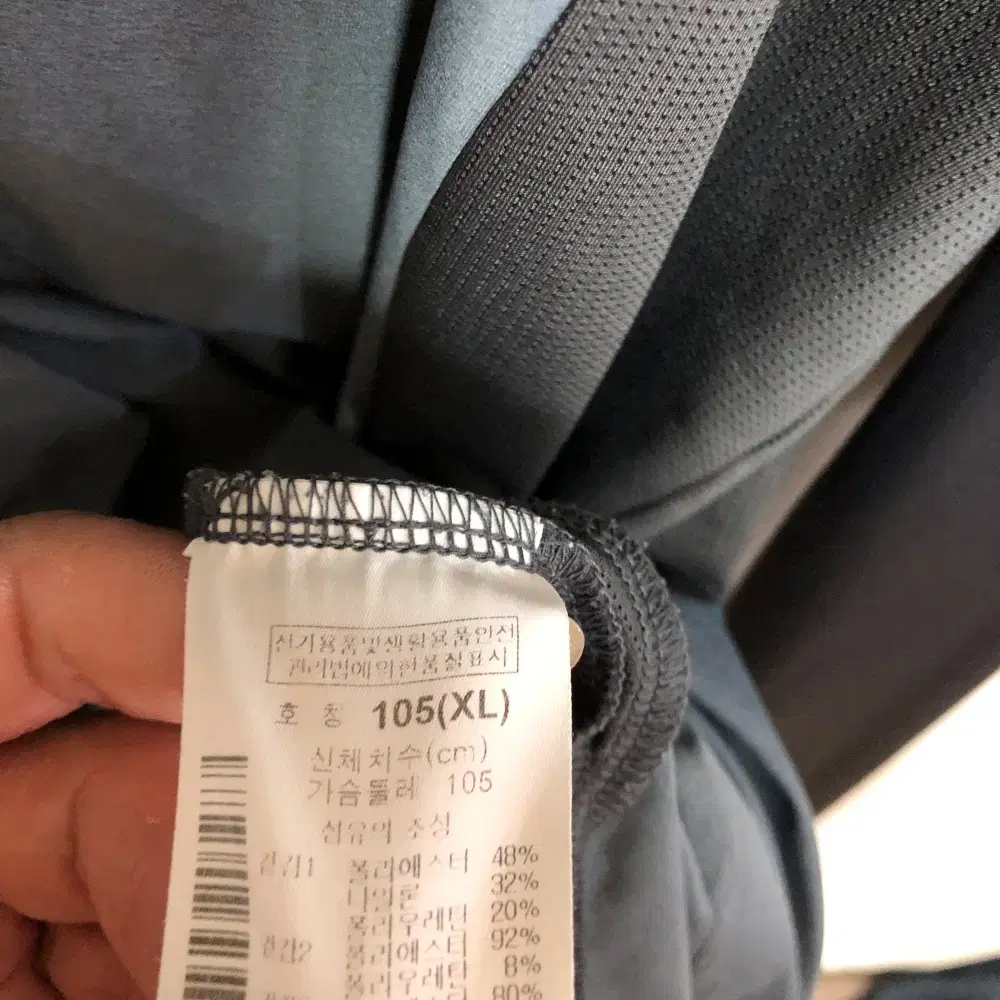 전기용품및생활용품안전
관리법에의한품질표시
호 칭 105(XL)
신체치수(cm)
가슴둘레 105
섬유의 조성
겉감1 폴리에스터 48%
나일론 32%
폴리우레탄 20%
겉감2 폴리에스터 92%
폴리우레탄 8%
80%